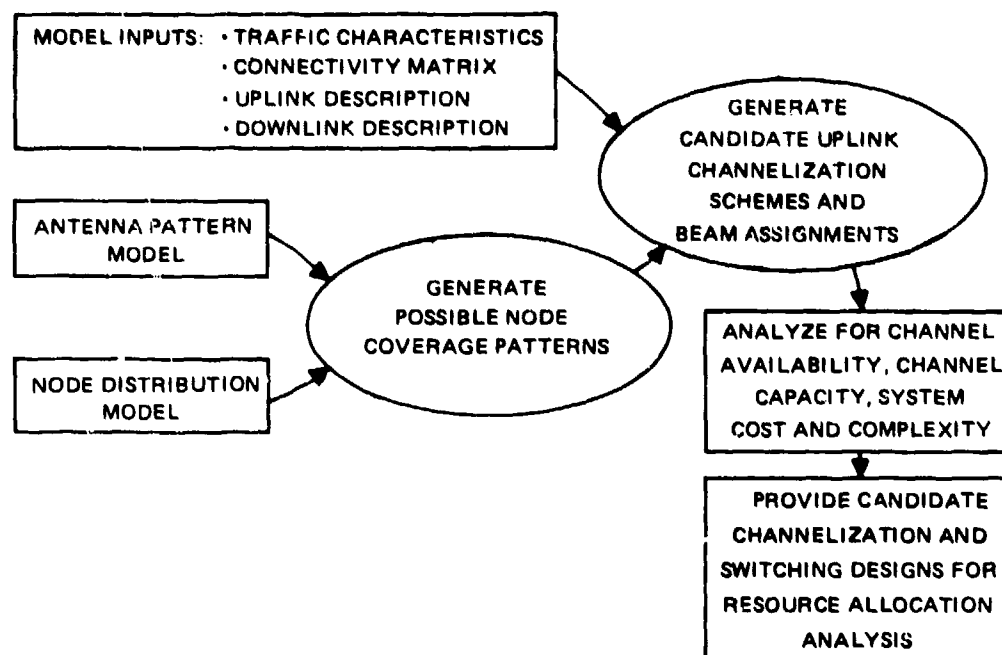 MODEL INPUTS: • TRAFFIC CHARACTERISTICS
• CONNECTIVITY MATRIX
• UPLINK DESCRIPTION
• DOWNLINK DESCRIPTION
GENERATE
CANDIDATE UPLINK
CHANNELIZATION
SCHEMES AND
BEAM ASSIGNMENTS
ANTENNA PATTERN
MODEL
GENERATE
POSSIBLE NODE
COVERAGE PATTERNS
NODE DISTRIBUTION
MODEL
ANALYZE FOR CHANNEL
AVAILABILITY, CHANNEL
CAPACITY, SYSTEM
COST AND COMPLEXITY
PROVIDE CANDIDATE
CHANNELIZATION AND
SWITCHING DESIGNS FOR
RESOURCE ALLOCATION
ANALYSIS